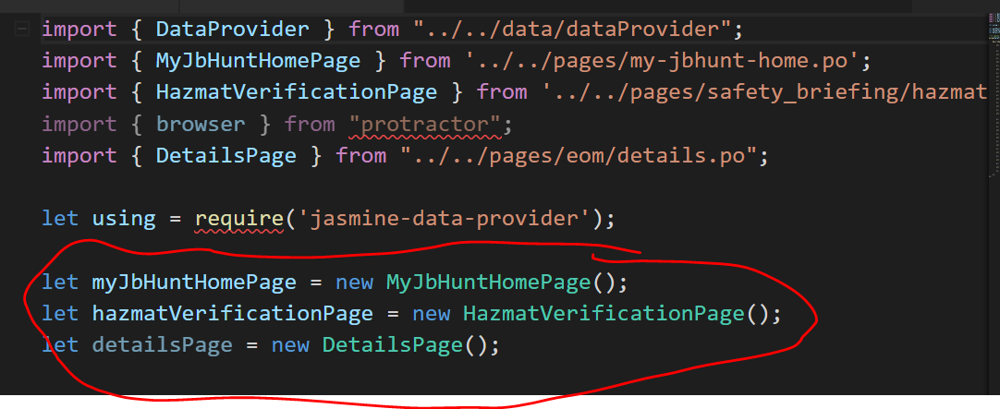 import { DataProvider } from "../../data/dataProvider";
import { MyJbHuntHomePage } from '../../pages/my-jbhunt-home.po';
import { HazmatVerificationPage } from '../../pages/safety_briefing/hazmat
import { browser } from "protractor";
import { DetailsPage } from "../../pages/eom/details.po";
let using = require('jasmine-data-provider');
let myJbHuntHomePage = new MyJbHuntHomePage();
let hazmatVerificationPage = new HazmatVerificationPage();
let detailsPage = new DetailsPage();